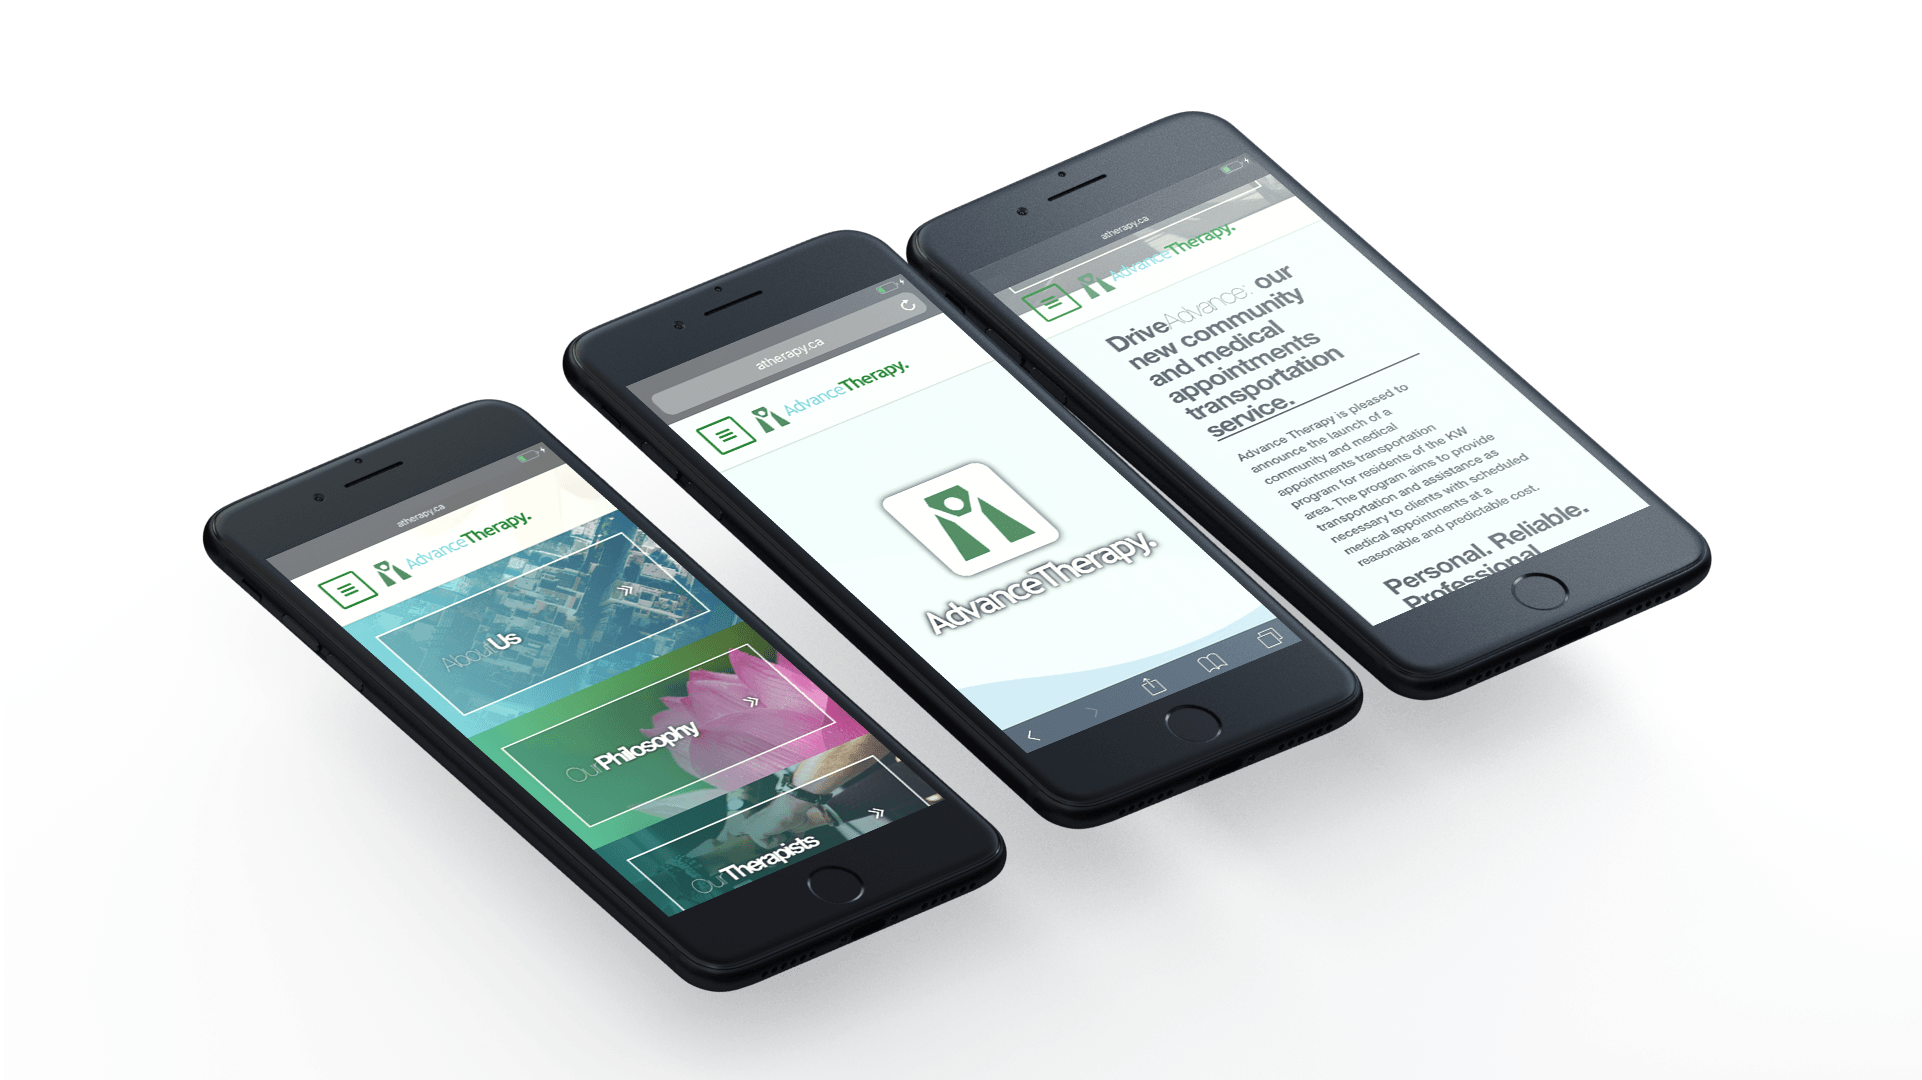 atherapy.ca
AdvanceTherapy.
AboutUs
OurPhilosophy
OurTherapists
atherapy.ca
AdvanceTherapy.
AdvanceTherapy.
atherapy.ca
AdvanceTherapy.
DriveAdvance: our
new community
and medical
appointments
transportation
service.
Advance Therapy is pleased to
announce the launch of a
community and medical
appointments transportation
program for residents of the KW
area. The program aims to provide
transportation and assistance as
necessary to clients with scheduled
medical appointments at a
reasonable and predictable cost.
Personal. Reliable.
Professional